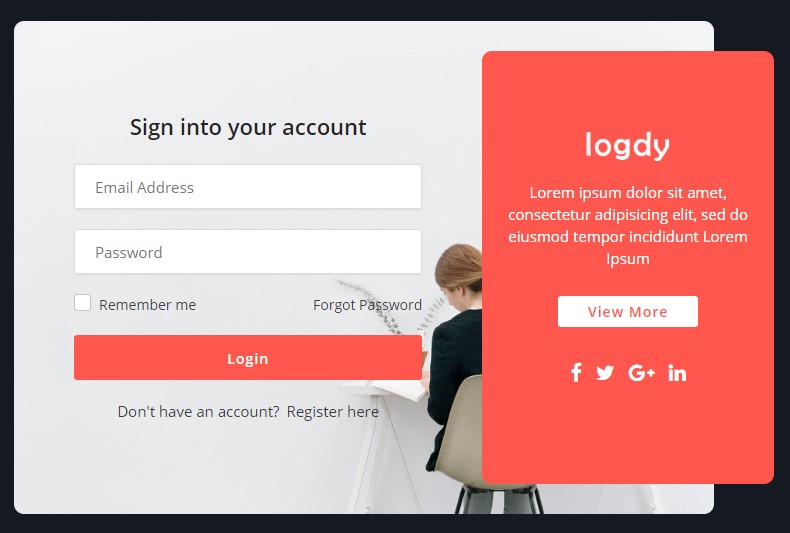 Sign into your account
Email Address
Password
Remember me
Forgot Password
Login
Don't have an account? Register here
logdy
Lorem ipsum dolor sit amet,
consectetur adipisicing elit, sed do
eiusmod tempor incididunt Lorem
Ipsum
View More